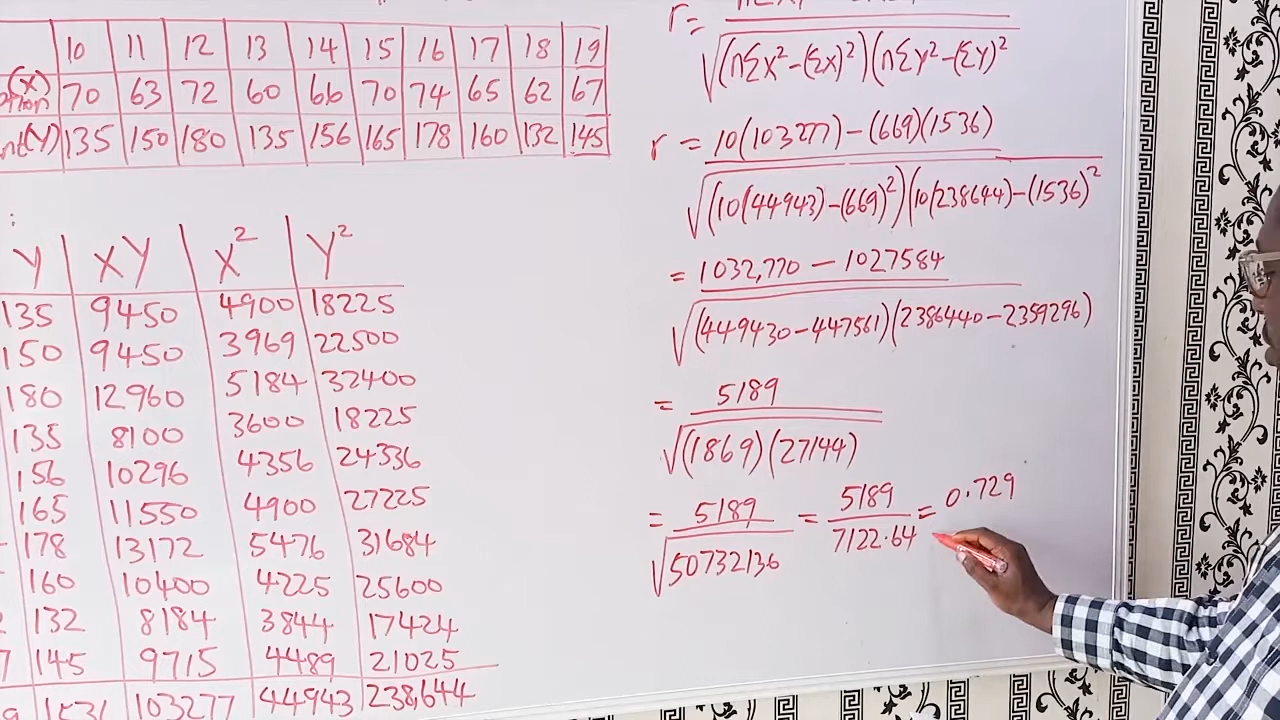 10 11 12 13 14 15 16 17 18 19
(X) 70 63 72 60 66 70 74 65 62 67
(Y) 135 150 180 135 156 165 178 160 132 145
:
Y XY X² Y²
135 9450 4900 18225
150 9450 3969 22500
180 12960 5184 32400
135 8100 3600 18225
156 10296 4356 24336
165 11550 4900 27225
178 13172 5476 31684
160 10400 4225 25600
132 8184 3844 17424
7 145 9715 4489 21025
9 1531 103277 44943 238644
r =
√(n∑x² - (∑x)²)(n∑y² - (∑y)²
r = 10(103277) - (669)(1536)
√(10(44943) - (669)²)(10(238644) - (1536)²
= 1032,770 - 1027584
√(449430 - 447561)(2386440 - 2359296)
= 5189
√(1869)(27144)
= 5189 = 5189 = 0.729
√50732136 7122.64